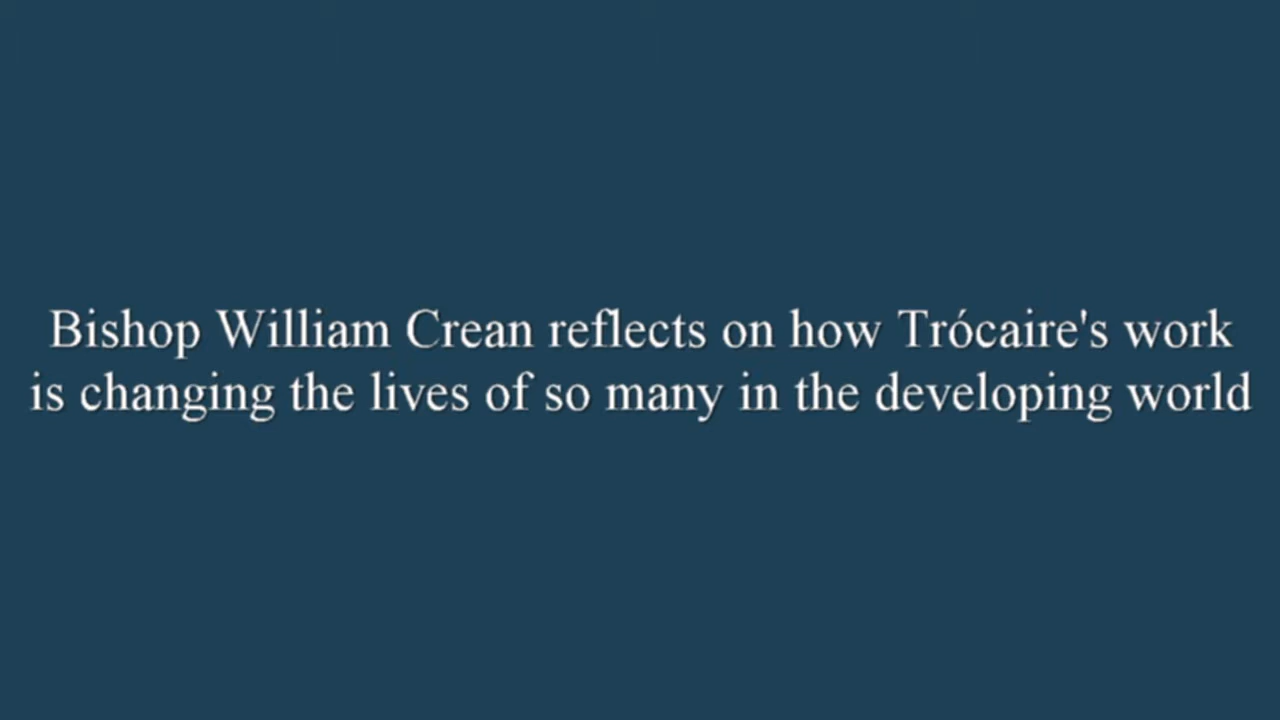 Bishop William Crean reflects on how Trócaire's work
is changing the lives of so many in the developing world